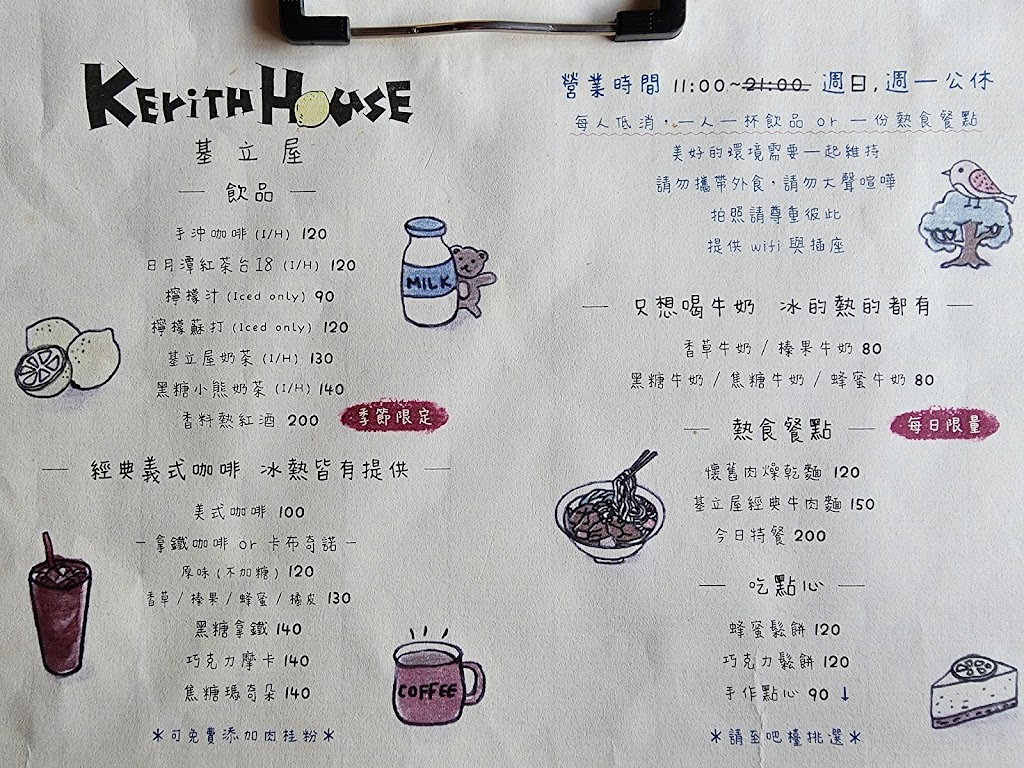 Kerith House
基立屋
飲品
手沖咖啡 (I/H) 120
日月潭紅茶台18 (I/H) 120
檸檬汁 (Iced only) 90
檸檬蘇打 (Iced only) 120
基立屋奶茶 (I/H) 130
黑糖小熊奶茶 (I/H) 140
香料熱紅酒 200 季節限定
經典義式咖啡 冰熱皆有提供
美式咖啡 100
拿鐵咖啡 or 卡布奇諾
原味 (不加糖) 120
香草 / 榛果 / 蜂蜜 / 橘皮 130
黑糖拿鐵 140
巧克力摩卡 140
焦糖瑪奇朵 140
*可免費添加肉桂粉*
MILK
COFFEE
營業時間 11:00~21:00 週日,週一公休
每人低消,一人一杯飲品 or 一份熱食餐點
美好的環境需要一起維持
請勿攜帶外食,請勿大聲喧嘩
拍照請尊重彼此
提供 wifi 與插座
只想喝牛奶 冰的熱的都有
香草牛奶 / 榛果牛奶 80
黑糖牛奶 / 焦糖牛奶 / 蜂蜜牛奶 80
熱食餐點 每日限量
懷舊肉燥乾麵 120
基立屋經典牛肉麵 150
今日特餐 200
吃點心
蜂蜜鬆餅 120
巧克力鬆餅 120
手作點心 90 ↓
*請至吧檯挑選*